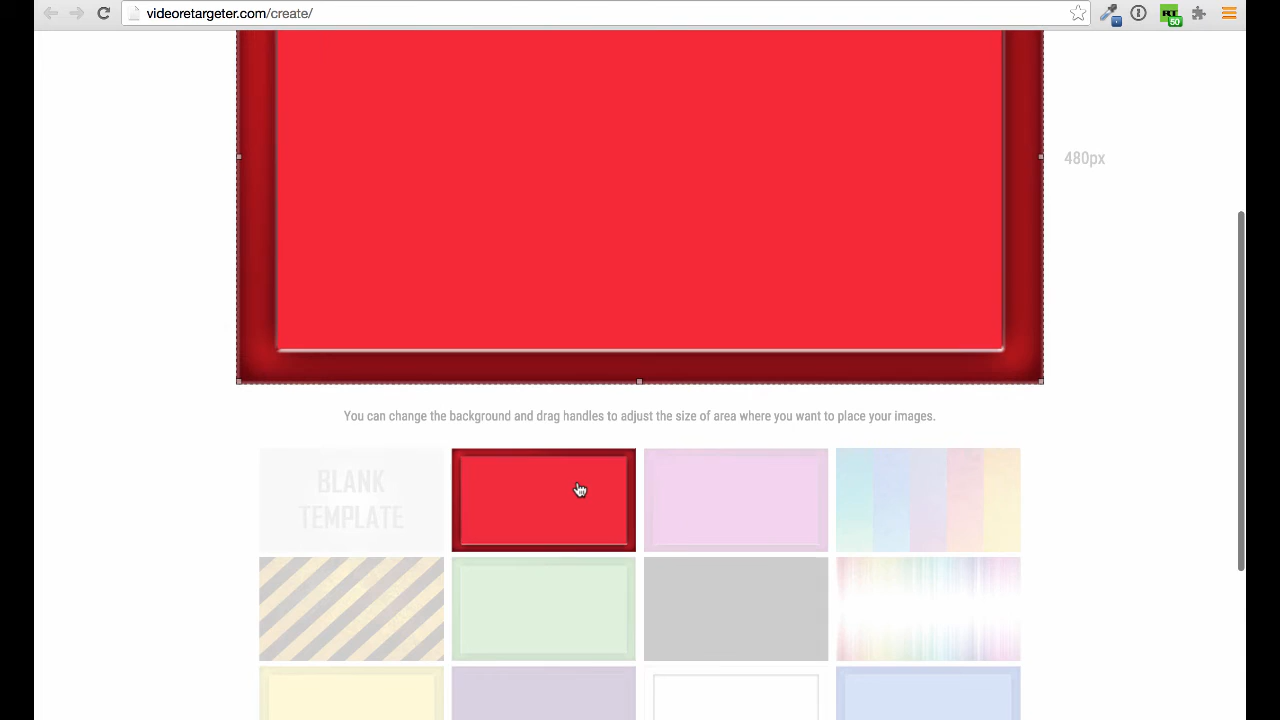 videoretargeter.com/create/
50
480px
You can change the background and drag handles to adjust the size of area where you want to place your images.
BLANK
TEMPLATE